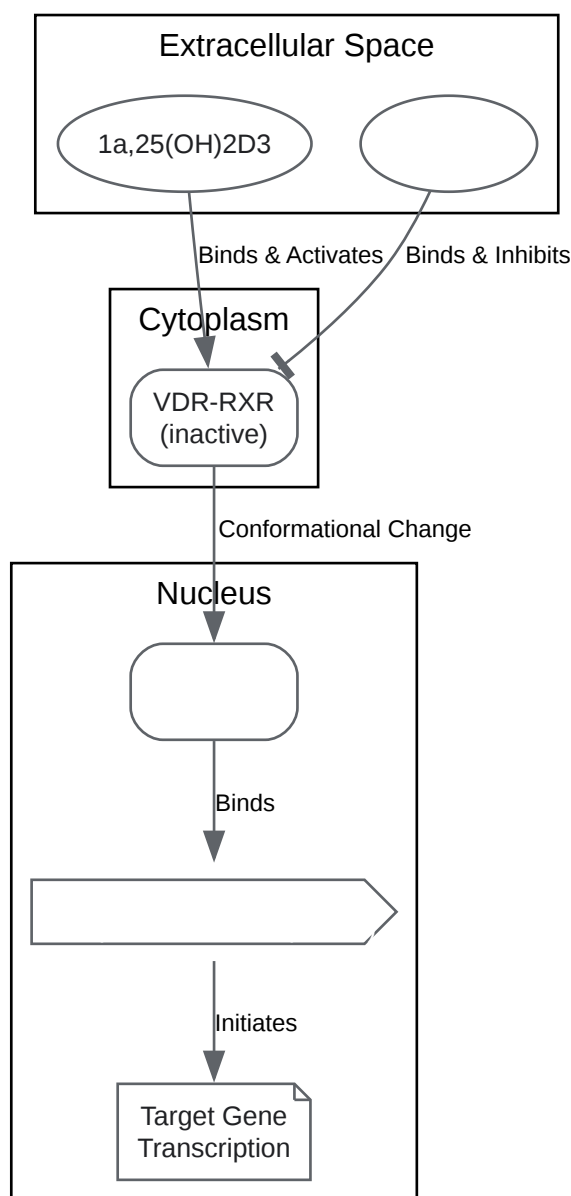 Extracellular Space
1a,25(OH)2D3
Binds & Activates
Binds & Inhibits
Cytoplasm
VDR-RXR
(inactive)
Conformational Change
Nucleus
Binds
Initiates
Target Gene
Transcription